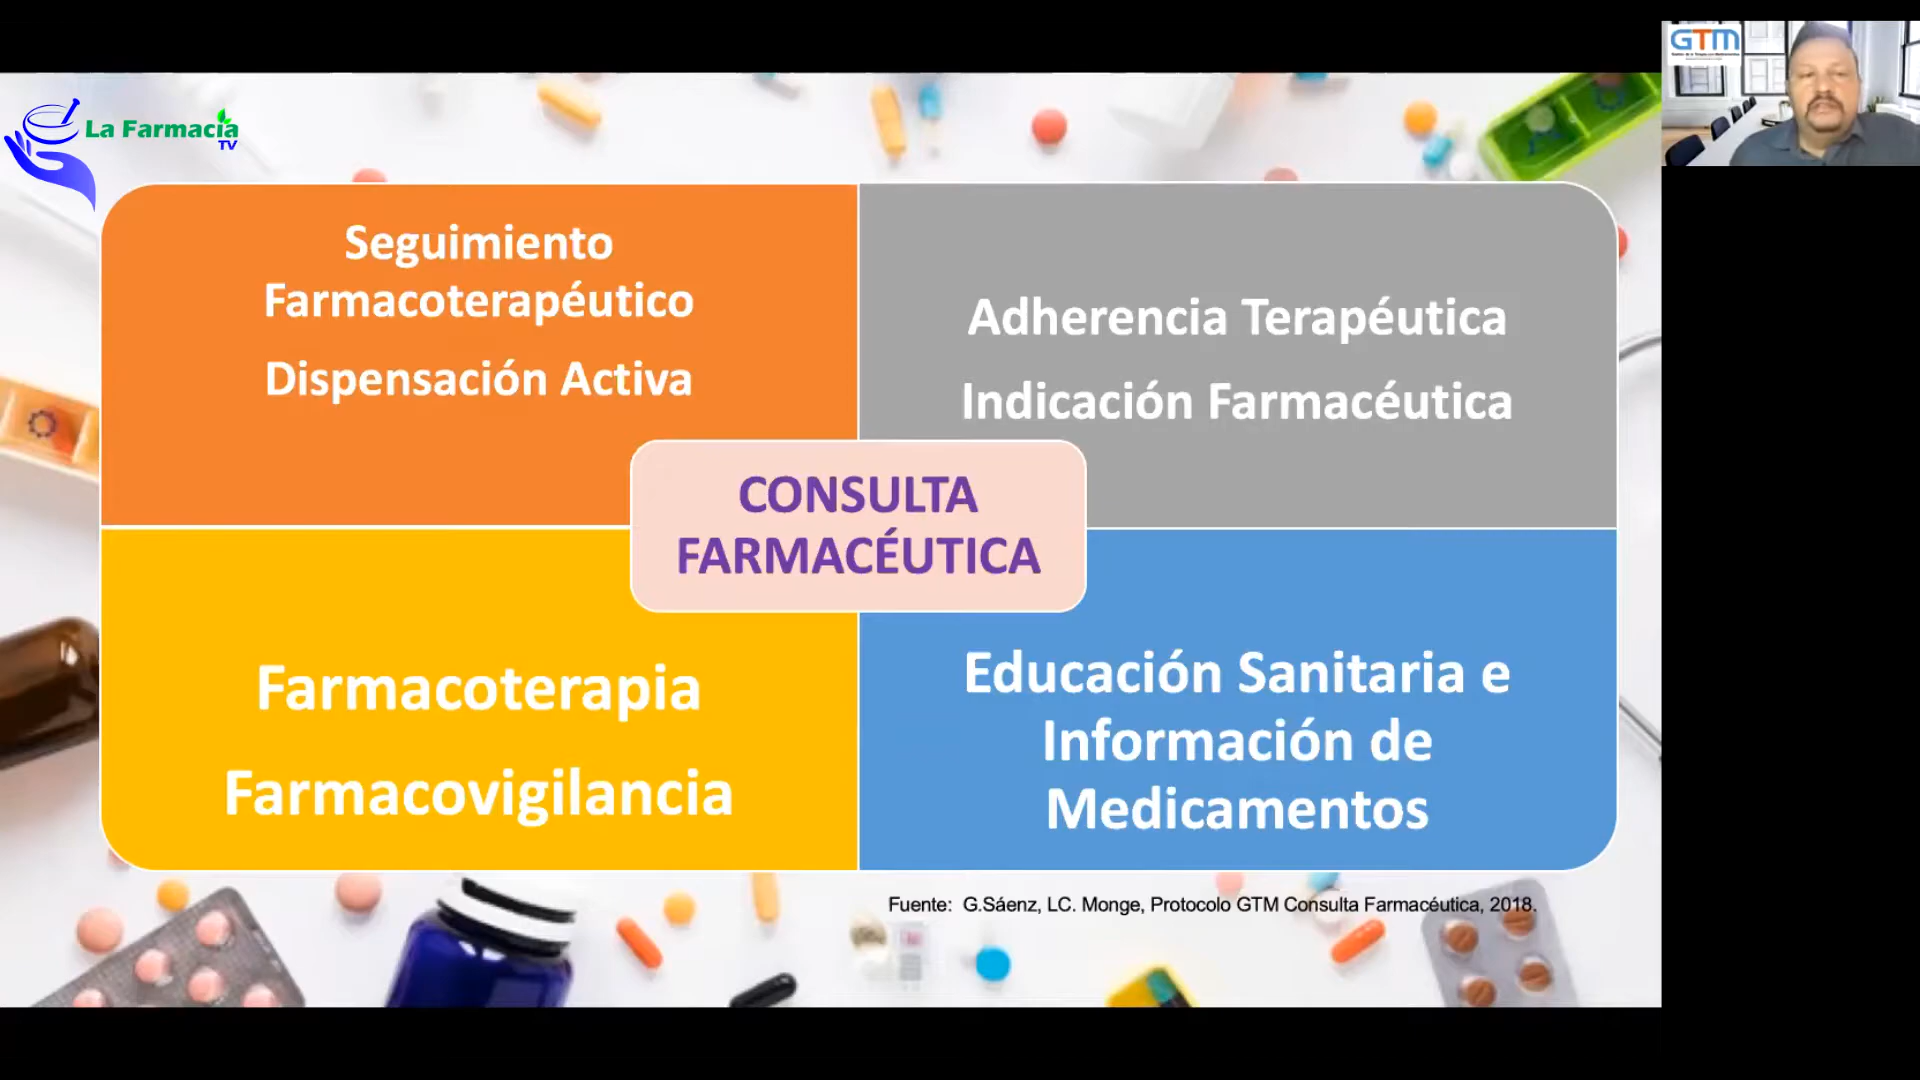 La Farmacia
TV
GTM
Seguimiento
Farmacoterapéutico
Dispensación Activa
Adherencia Terapéutica
Indicación Farmacéutica
CONSULTA
FARMACÉUTICA
Farmacoterapia
Farmacovigilancia
Educación Sanitaria e
Información de
Medicamentos
Fuente: G.Sáenz, LC. Monge, Protocolo GTM Consulta Farmacéutica, 2018.